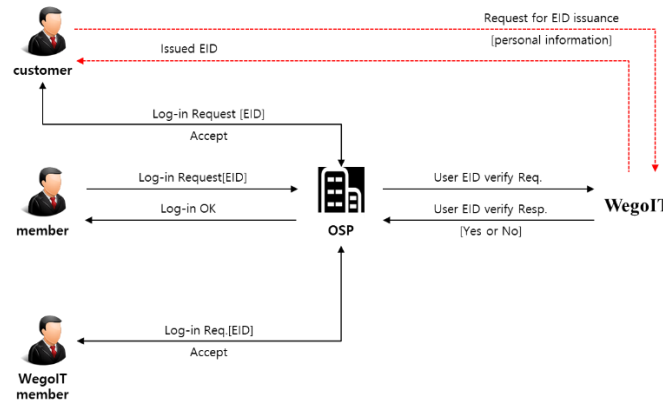 Request for EID issuance
Issued EID
[personal information]
customer
Log-in Request [EID]
Accept
Log-in Request[EID]
User EID verify Req.
Log-in OK
User EID verify Resp.
WegoIT
member
OSP
[Yes or No]
Log-in Req.[EID]
Accept
WegoIT
member